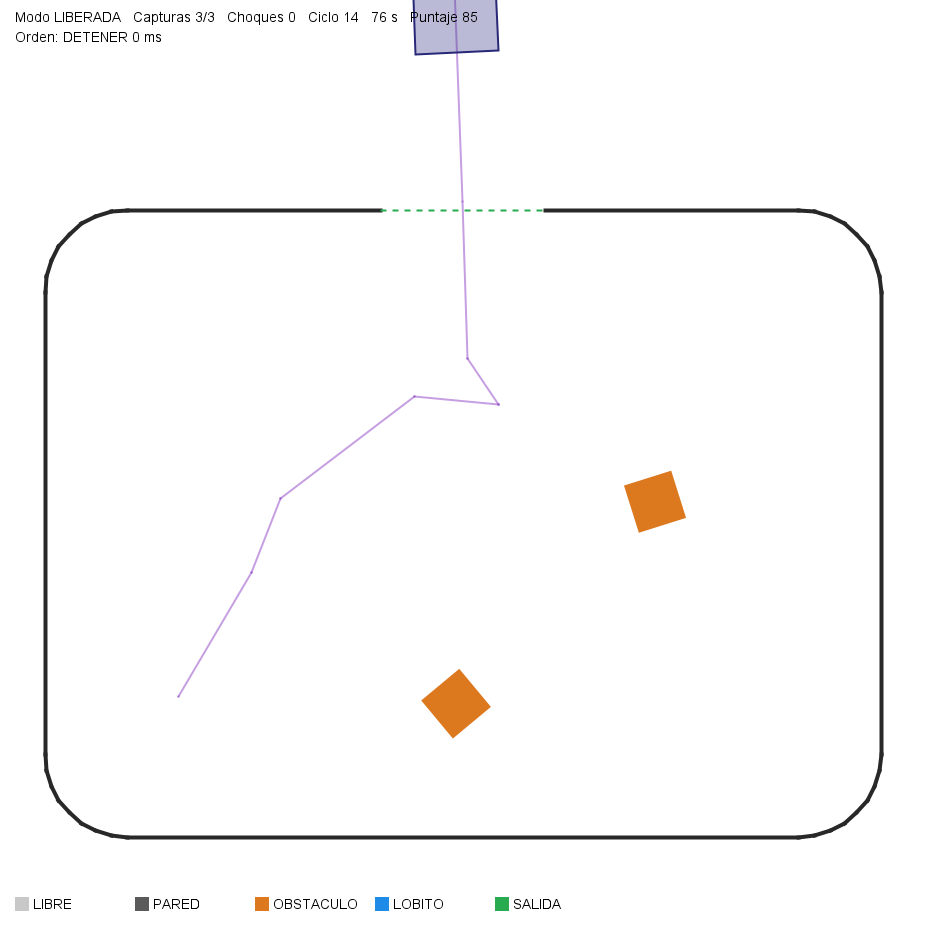 Modo LIBERADA   Capturas 3/3   Choques 0   Ciclo 14   76 s   Puntaje 85
Orden: DETENER 0 ms
LIBRE   PARED   OBSTACULO   LOBITO   SALIDA